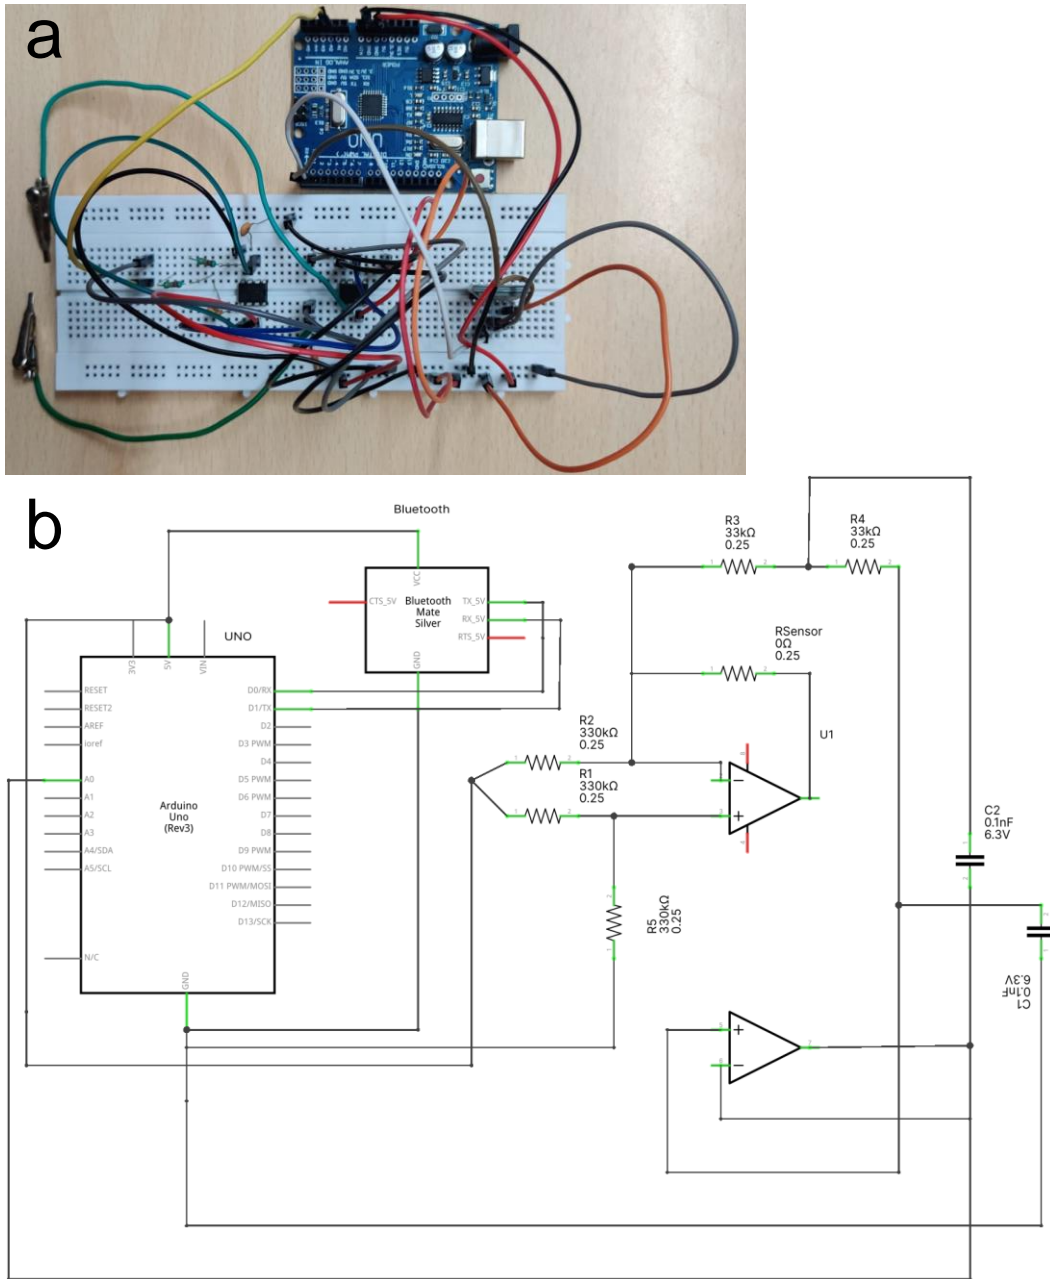 a
UNO
b
Bluetooth
VCC
CTS_5V
Bluetooth
Mate
Silver
TX_5V
RX_5V
RTS_5V
GND
R3
33kΩ
0.25
R4
33kΩ
0.25
RSensor
0Ω
0.25
UNO
3V3
5V
VIN
RESET
RESET2
AREF
ioref
A0
A1
A2
A3
A4/SDA
A5/SCL
N/C
Arduino
Uno
(Rev3)
D0/RX
D1/TX
D2
D3 PWM
D4
D5 PWM
D6 PWM
D7
D8
D9 PWM
D10 PWM/SS
D11 PWM/MOSI
D12/MISO
D13/SCK
GND
R2
330kΩ
0.25
R1
330kΩ
0.25
U1
R5
330kΩ
0.25
C2
0.1nF
6.3V
C1
0.1nF
6.3V